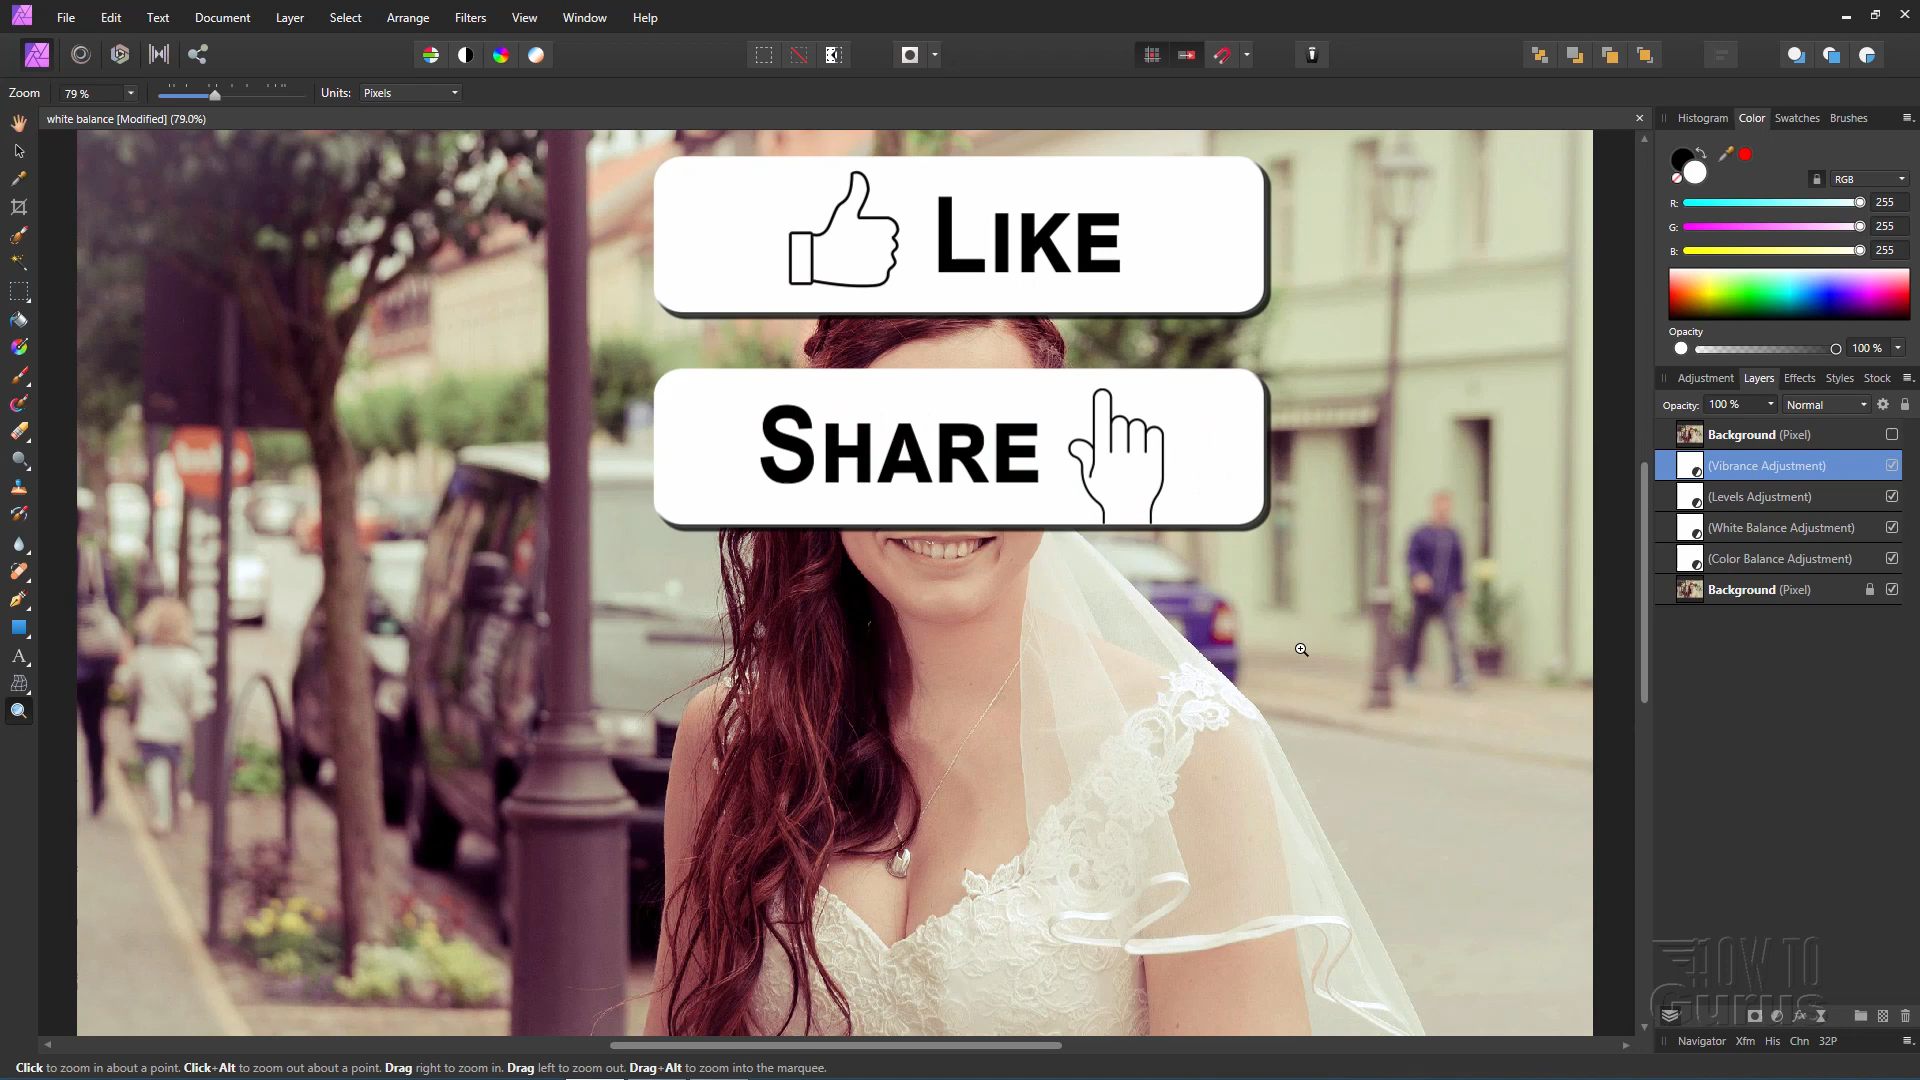 File Edit Text Document Layer Select Arrange Filters View Window Help
Zoom 79 % Units: Pixels
white balance [Modified] (79.0%)
LIKE
SHARE
Histogram Color Swatches Brushes
RGB
R: 255
G: 255
B: 255
Opacity
100 %
Adjustment Layers Effects Styles Stock
Opacity: 100 % Normal
Background (Pixel)
(Vibrance Adjustment)
(Levels Adjustment)
(White Balance Adjustment)
(Color Balance Adjustment)
Background (Pixel)
HOW TO
Gurus
Navigator Xfm His Chn 32P
Click to zoom in about a point. Click+Alt to zoom out about a point. Drag right to zoom in. Drag left to zoom out. Drag+Alt to zoom into the marquee.